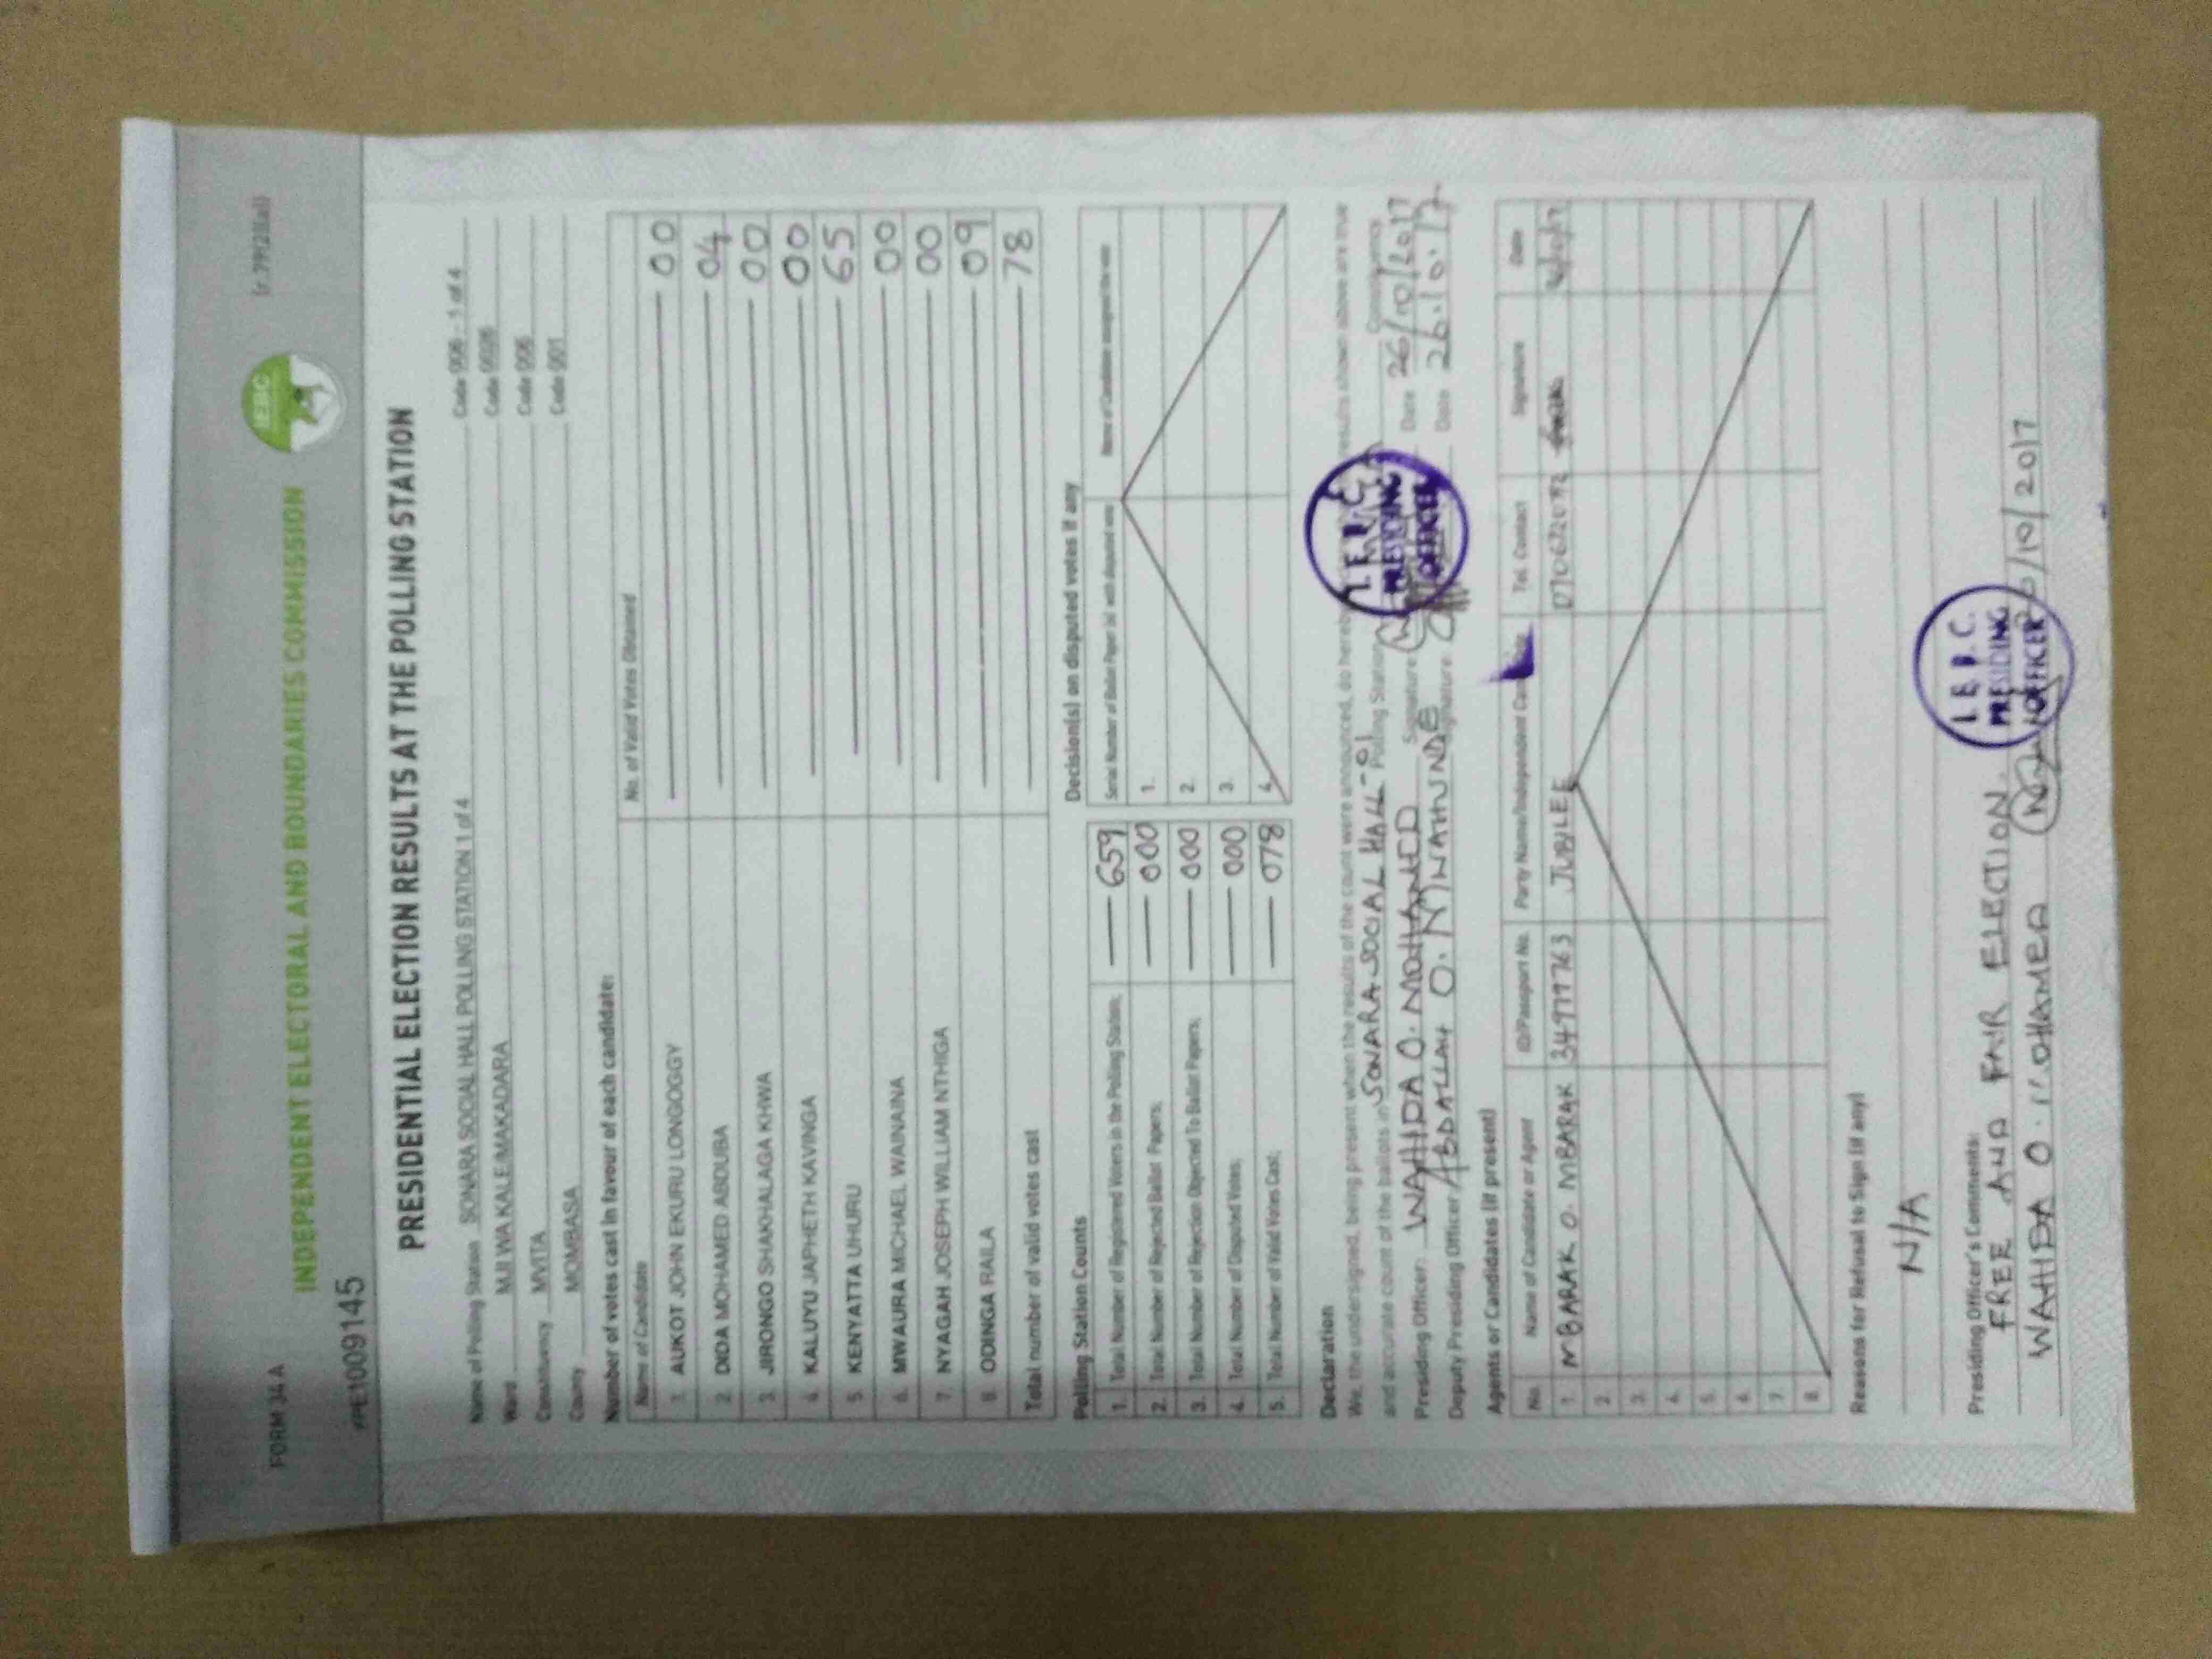 FORM 34 A
(r.79(2)(a))
INDEPENDENT ELECTORAL AND BOUNDARIES COMMISSION
IEBC
PRE1009145
PRESIDENTIAL ELECTION RESULTS AT THE POLLING STATION
Name of Polling Station SONARA SOCIAL HALL POLLING STATION 1 of 4 Code 006 - 1 of 4
Ward MJI WA KALE/MAKADARA Code 0028
Constituency MVITA Code 006
County MOMBASA Code 001
Number of votes cast in favour of each candidate:
Name of Candidate No. of Valid Votes Obtained
1. AUKOT JOHN EKURU LONGOGGY 00
2. DIDA MOHAMED ABDUBA 04
3. JIRONGO SHAKHALAGA KHWA 00
4. KALUYU JAPHETH KAVINGA 00
5. KENYATTA UHURU 65
6. MWAURA MICHAEL WAINAINA 00
7. NYAGAH JOSEPH WILLIAM NTHIGA 00
8. ODINGA RAILA 09
Total number of valid votes cast 78
Polling Station Counts
1. Total Number of Registered Voters in the Polling Station; 659
2. Total Number of Rejected Ballot Papers; 000
3. Total Number of Rejection Objected To Ballot Papers; 000
4. Total Number of Disputed Votes; 000
5. Total Number of Valid Votes Cast; 078
Decision(s) on disputed votes if any
Serial Number of Ballot Paper (s) with disputed vote Name of Candidate assigned the vote
1.
2.
3.
4.
Declaration
We, the undersigned, being present when the results of the count were announced, do hereby results shown above are true
and accurate count of the ballots in SONARA SOCIAL HALL - 01 Polling Station Constituency
Presiding Officer: WAHIDA O. MOHAMED Signature Date 26/10/2017
Deputy Presiding Officer ABDALLAH O. Signature Date 26.10.17
I.E.B.C.
PRESIDING
OFFICER
Agents or Candidates (if present)
No. Name of Candidate or Agent ID/Passport No. Party Name/Independent Tel. Contact Signature Date
1. MBARAK O. MBARAK 34977763 JUBILEE
2.
3.
4.
5.
6.
7.
8.
Reasons for Refusal to Sign (if any)
N/A
Presiding Officer's Comments:
FREE AND FAIR ELECTION.
WAHIDA O. MOHAMED 26/10/2017
I.E.B.C.
PRESIDING
OFFICER